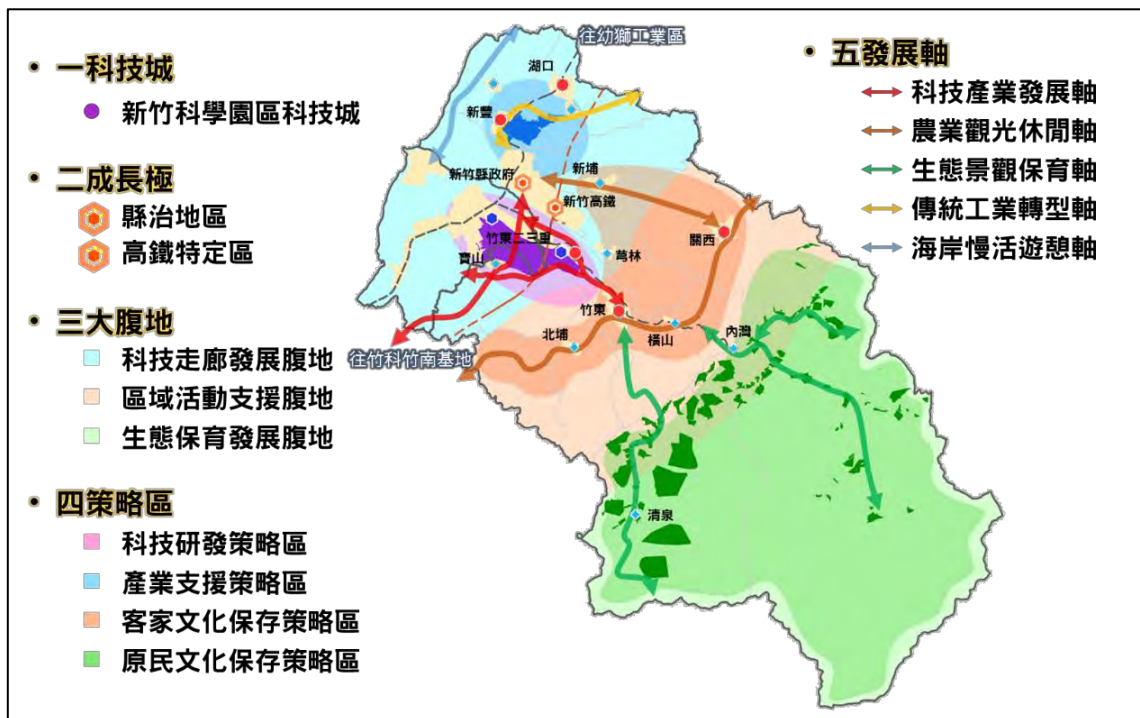 • 一科技城
新竹科學園區科技城
• 二成長極
縣治地區
高鐵特定區
• 三大腹地
科技走廊發展腹地
區域活動支援腹地
生態保育發展腹地
• 四策略區
科技研發策略區
產業支援策略區
客家文化保存策略區
原民文化保存策略區
往幼獅工業區
湖口
新豐
新竹縣政府
新埔
新竹高鐵
關西
竹東二三重
寶山
芎林
竹東
北埔
橫山
內灣
往竹科竹南基地
清泉
• 五發展軸
科技產業發展軸
農業觀光休閒軸
生態景觀保育軸
傳統工業轉型軸
海岸慢活遊憩軸